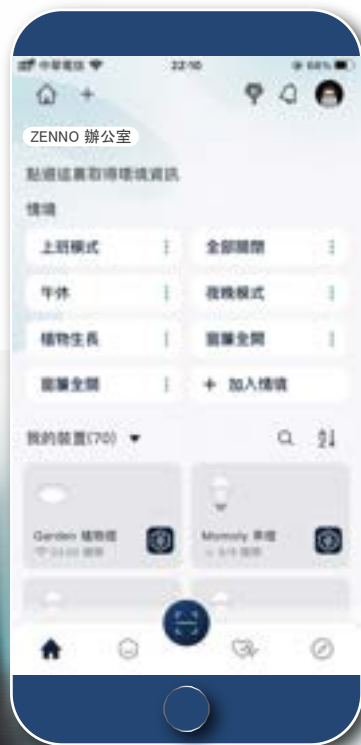 中華電信 22:10 68%
ZENNO 辦公室
點選這裏取得環境資訊
情境
上班模式 全部關閉
午休 夜晚模式
植物生長 窗簾全開
窗簾全關 + 加入情境
我的裝置(70)
Garden 植物燈 Momoly 串燈